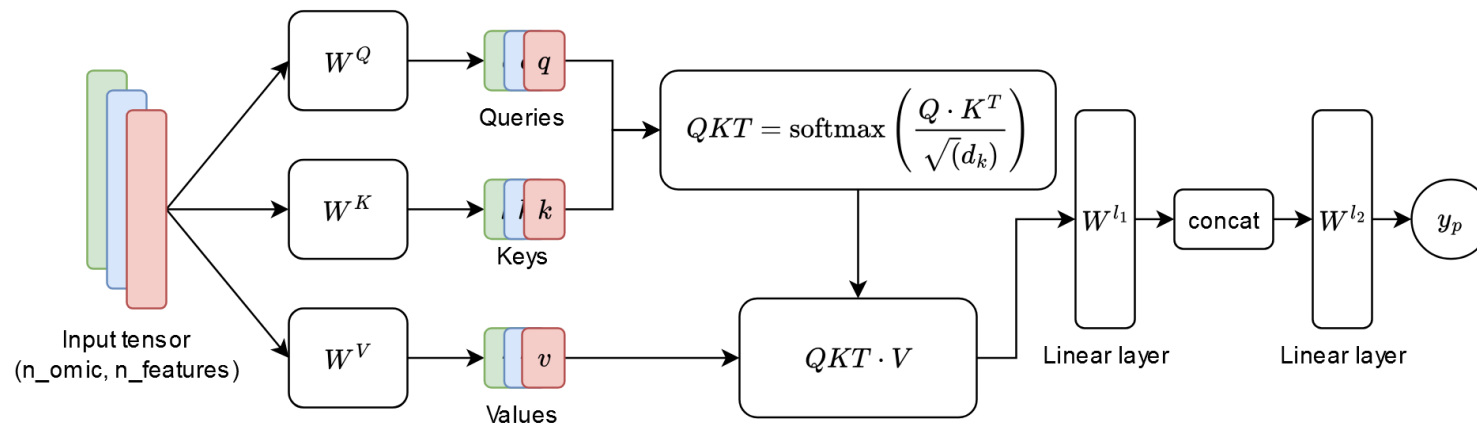 W^Q
q
Queries
QKT = softmax(Q · K^T / √(d_k))
W^K
k
Keys
W^{l_1}
concat
W^{l_2}
y_p
Input tensor
(n_omic, n_features)
W^V
v
Values
QKT · V
Linear layer
Linear layer